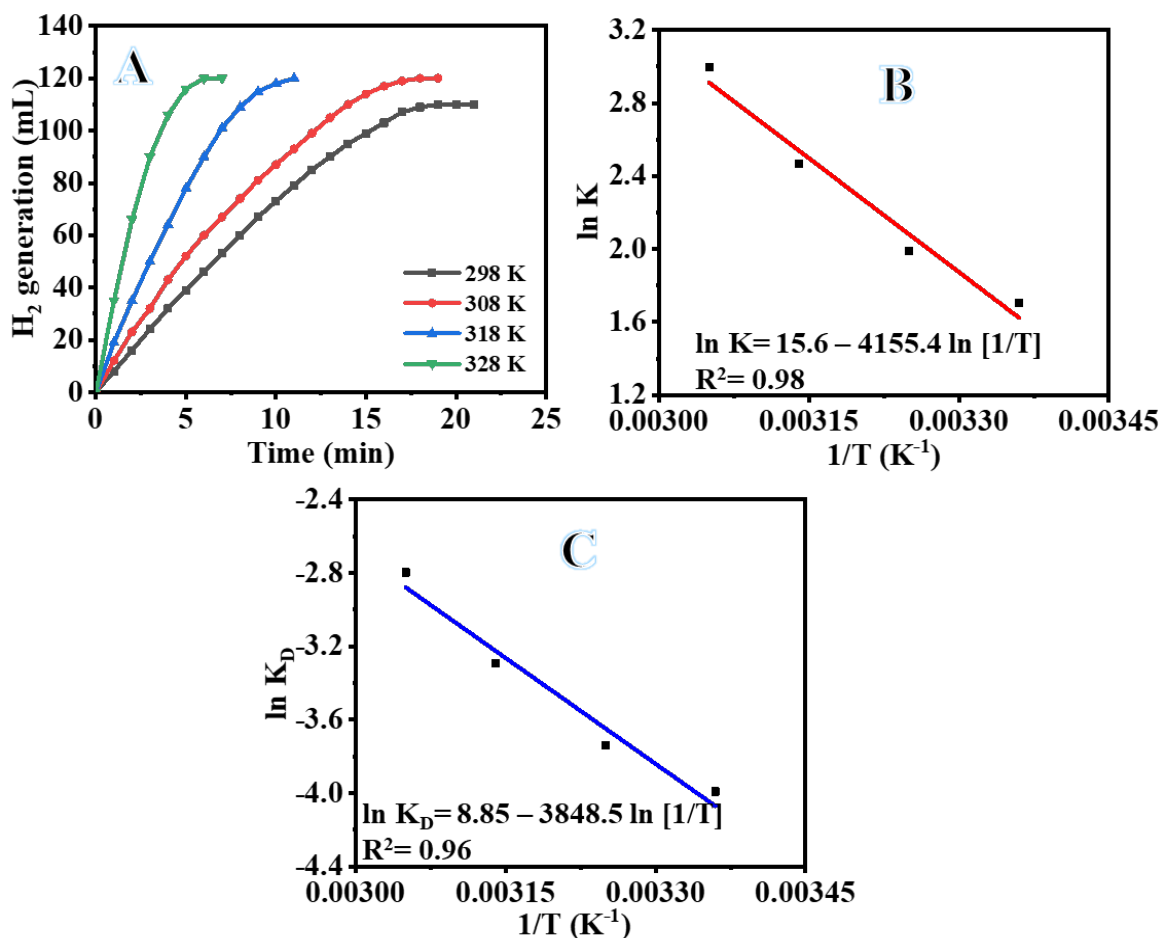 A
H₂ generation (mL)
140
120
100
80
60
40
20
0
298 K
308 K
318 K
328 K
0 5 10 15 20 25
Time (min)
B
ln K
3.2
2.8
2.4
2.0
1.6
1.2
ln K= 15.6 – 4155.4 ln [1/T]
R²= 0.98
0.00300 0.00315 0.00330 0.00345
1/T (K⁻¹)
C
ln K_D
-2.4
-2.8
-3.2
-3.6
-4.0
-4.4
ln K_D= 8.85 – 3848.5 ln [1/T]
R²= 0.96
0.00300 0.00315 0.00330 0.00345
1/T (K⁻¹)